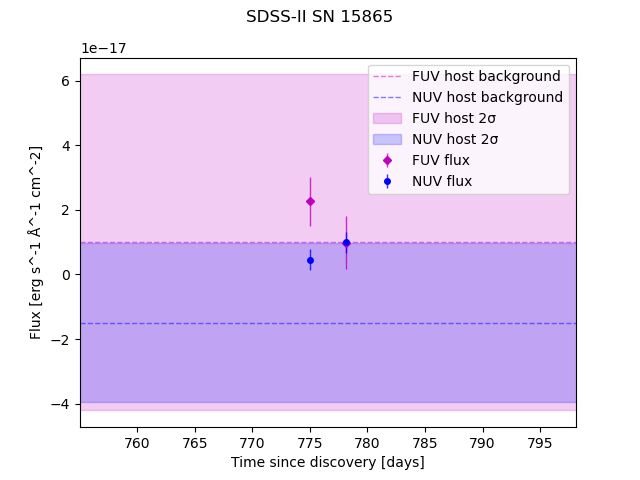 SDSS-II SN 15865
1e−17
FUV host background
NUV host background
FUV host 2σ
NUV host 2σ
FUV flux
NUV flux
6
4
2
0
−2
−4
Flux [erg s^-1 Å^-1 cm^-2]
760 765 770 775 780 785 790 795
Time since discovery [days]